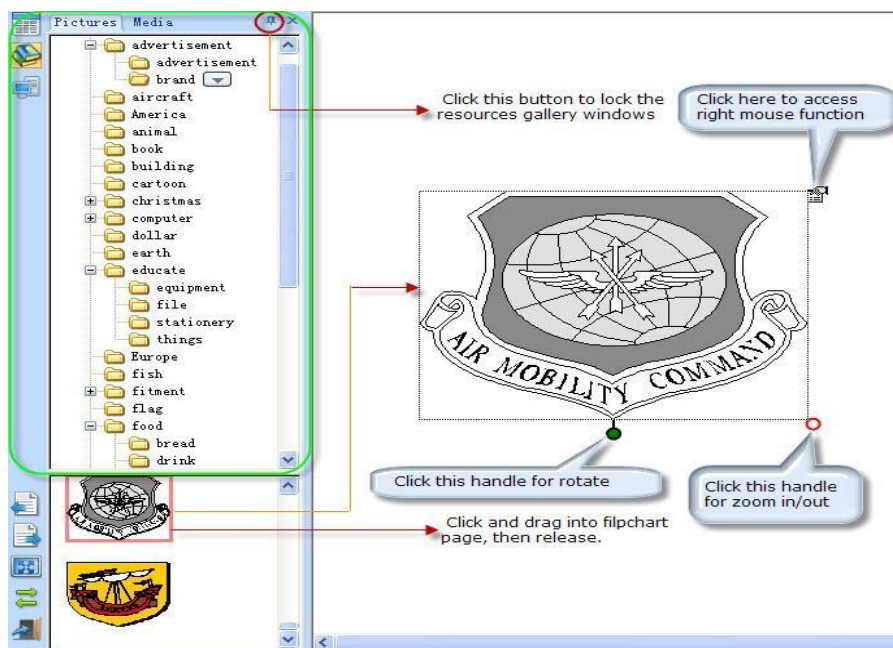 Pictures Media
advertisement
advertisement
brand
aircraft
America
animal
book
building
cartoon
christmas
computer
dollar
earth
educate
equipment
file
stationery
things
Europe
fish
fitment
flag
food
bread
drink
Click this button to lock the
resources gallery windows
Click here to access
right mouse function
AIR MOBILITY COMMAND
Click this handle for rotate
Click this handle
for zoom in/out
Click and drag into filpchart
page, then release.